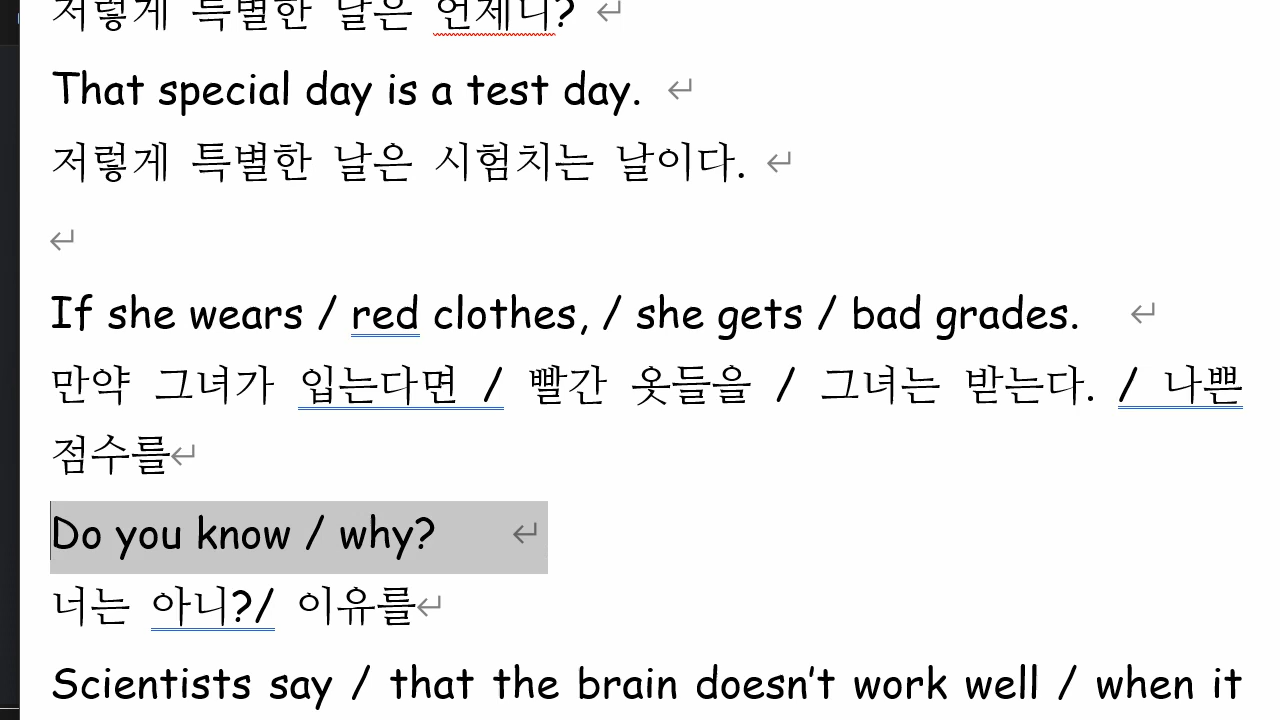 저렇게 특별한 날은 언제니?
That special day is a test day.
저렇게 특별한 날은 시험치는 날이다.
If she wears / red clothes, / she gets / bad grades.
만약 그녀가 입는다면 / 빨간 옷들을 / 그녀는 받는다. / 나쁜
점수를
Do you know / why?
너는 아니?/ 이유를
Scientists say / that the brain doesn't work well / when it